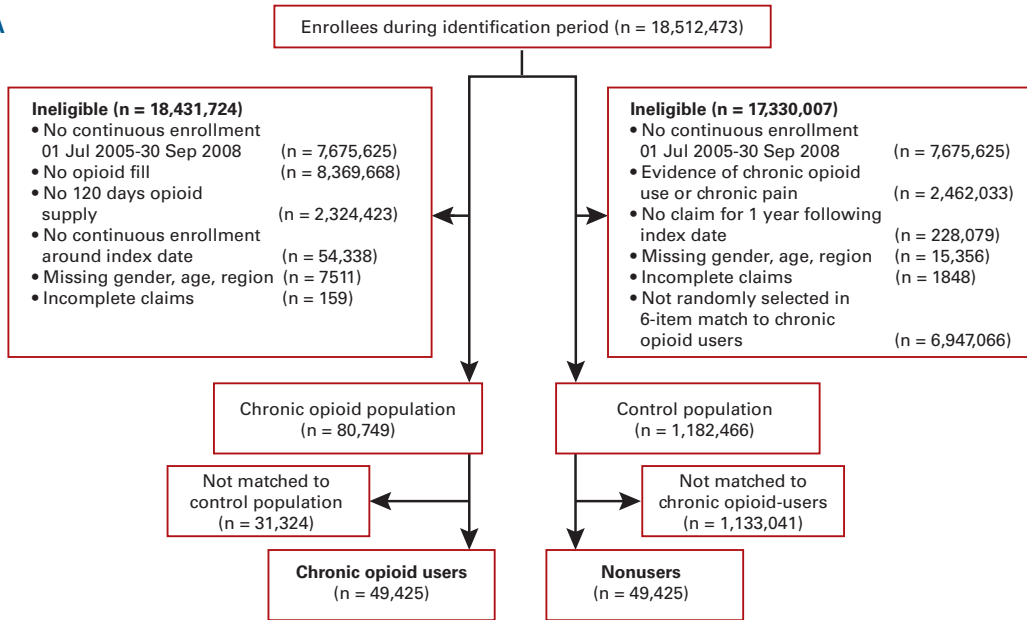 A
Enrollees during identification period (n = 18,512,473)
Ineligible (n = 18,431,724)
• No continuous enrollment
01 Jul 2005-30 Sep 2008 (n = 7,675,625)
• No opioid fill (n = 8,369,668)
• No 120 days opioid
supply (n = 2,324,423)
• No continuous enrollment
around index date (n = 54,338)
• Missing gender, age, region (n = 7511)
• Incomplete claims (n = 159)
Ineligible (n = 17,330,007)
• No continuous enrollment
01 Jul 2005-30 Sep 2008 (n = 7,675,625)
• Evidence of chronic opioid
use or chronic pain (n = 2,462,033)
• No claim for 1 year following
index date (n = 228,079)
• Missing gender, age, region (n = 15,356)
• Incomplete claims (n = 1848)
• Not randomly selected in
6-item match to chronic
opioid users (n = 6,947,066)
Chronic opioid population
(n = 80,749)
Control population
(n = 1,182,466)
Not matched to
control population
(n = 31,324)
Not matched to
chronic opioid-users
(n = 1,133,041)
Chronic opioid users
(n = 49,425)
Nonusers
(n = 49,425)